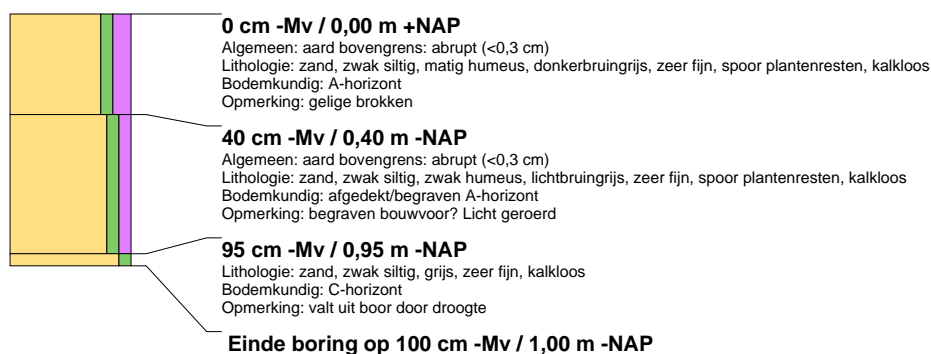 0 cm -Mv / 0,00 m +NAP
Algemeen: aard bovengrens: abrupt (<0,3 cm)
Lithologie: zand, zwak siltig, matig humeus, donkerbruingrijs, zeer fijn, spoor plantenresten, kalkloos
Bodemkundig: A-horizont
Opmerking: gelige brokken
40 cm -Mv / 0,40 m -NAP
Algemeen: aard bovengrens: abrupt (<0,3 cm)
Lithologie: zand, zwak siltig, zwak humeus, lichtbruingrijs, zeer fijn, spoor plantenresten, kalkloos
Bodemkundig: afgedekt/begraven A-horizont
Opmerking: begraven bouwvoor? Licht geroerd
95 cm -Mv / 0,95 m -NAP
Lithologie: zand, zwak siltig, grijs, zeer fijn, kalkloos
Bodemkundig: C-horizont
Opmerking: valt uit boor door droogte
Einde boring op 100 cm -Mv / 1,00 m -NAP